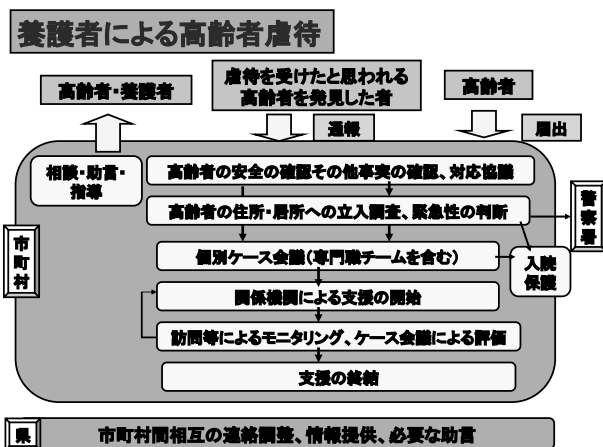 養護者による高齢者虐待
高齢者・養護者
虐待を受けたと思われる
高齢者を発見した者
高齢者
通報
届出
相談・助言・
指導
高齢者の安全の確認その他事実の確認、対応協議
高齢者の住所・居所への立入調査、緊急性の判断
警察署
市町村
個別ケース会議(専門職チームを含む)
入院
保護
関係機関による支援の開始
訪問等によるモニタリング、ケース会議による評価
支援の終結
県
市町村間相互の連絡調整、情報提供、必要な助言